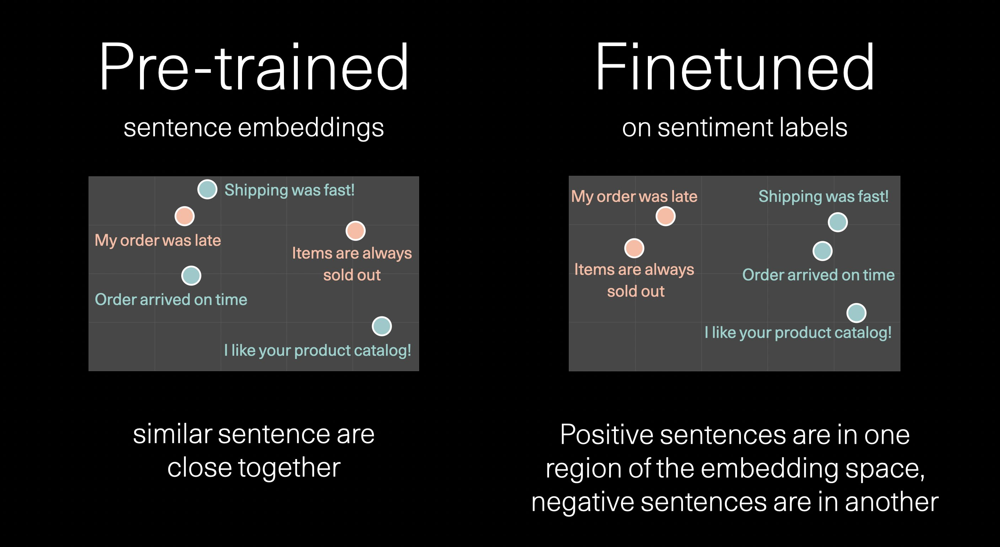 Pre-trained
sentence embeddings
Shipping was fast!
My order was late
Items are always
sold out
Order arrived on time
I like your product catalog!
similar sentence are
close together
Finetuned
on sentiment labels
My order was late
Shipping was fast!
Items are always
sold out
Order arrived on time
I like your product catalog!
Positive sentences are in one
region of the embedding space,
negative sentences are in another